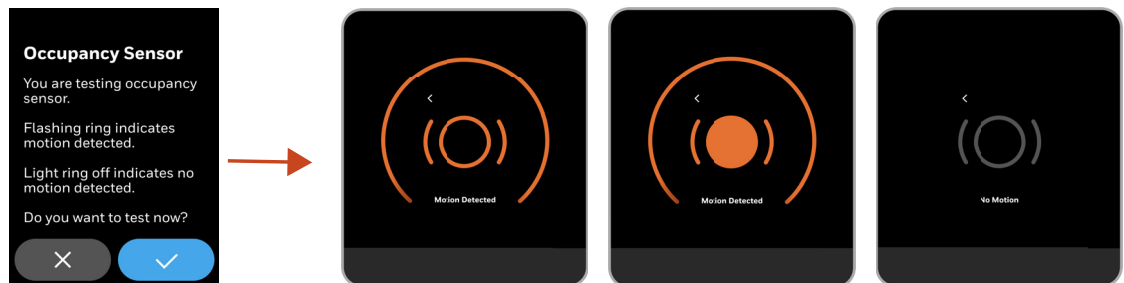 Occupancy Sensor
You are testing occupancy
sensor.
Flashing ring indicates
motion detected.
Light ring off indicates no
motion detected.
Do you want to test now?
Motion Detected
Motion Detected
No Motion